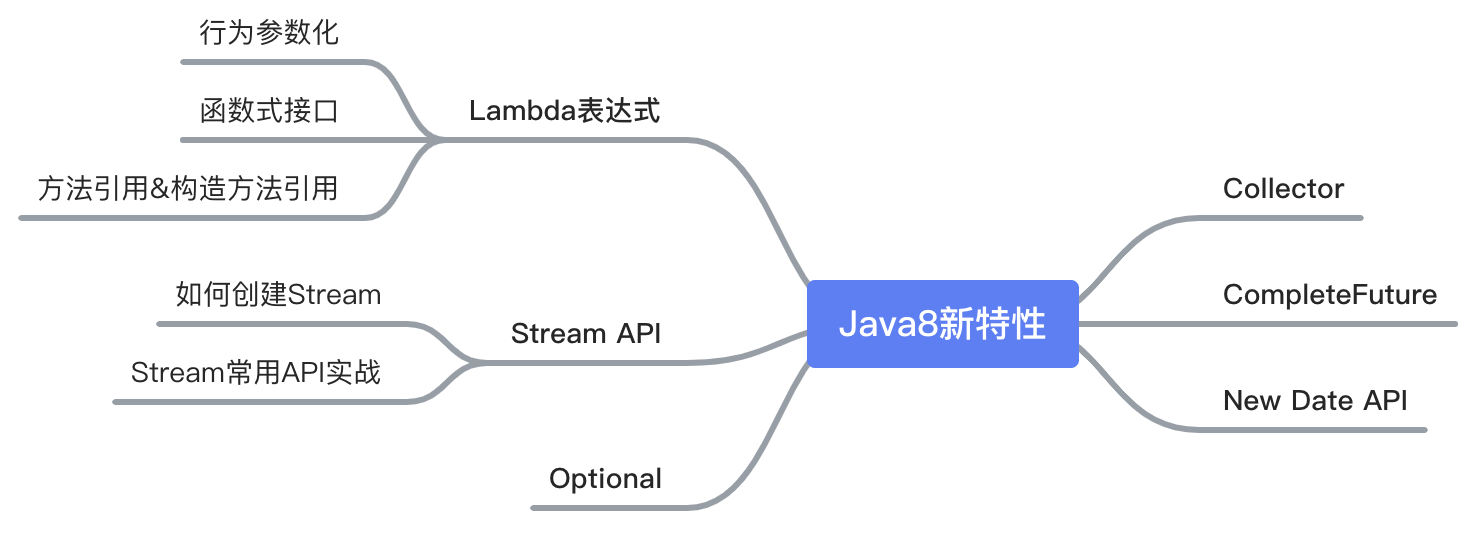 行为参数化
函数式接口
Lambda表达式
方法引用&构造方法引用
Collector
如何创建Stream
CompleteFuture
Stream API
Java8新特性
Stream常用API实战
New Date API
Optional